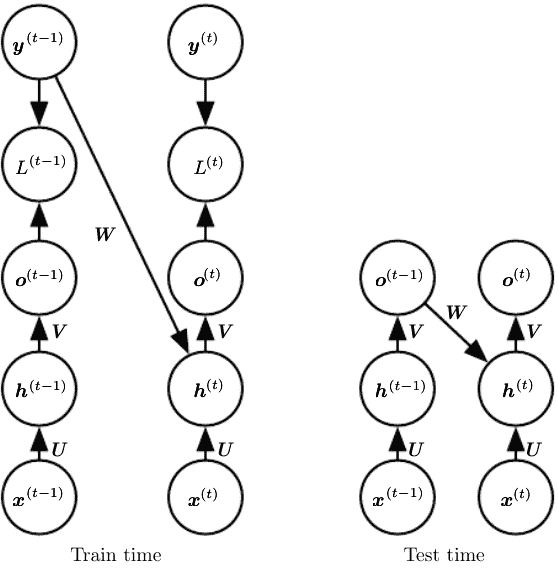 y^(t−1) y^(t)
L^(t−1) L^(t)
W
o^(t−1) o^(t) o^(t−1) o^(t)
W
V V V V
h^(t−1) h^(t) h^(t−1) h^(t)
U U U U
x^(t−1) x^(t) x^(t−1) x^(t)
Train time Test time